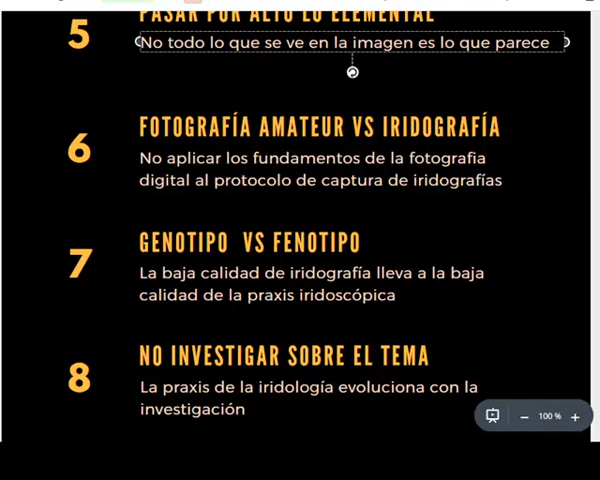 PASAR POR ALTO LO ELEMENTAL
5
No todo lo que se ve en la imagen es lo que parece
FOTOGRAFÍA AMATEUR VS IRIDOGRAFÍA
6
No aplicar los fundamentos de la fotografia
digital al protocolo de captura de iridografías
GENOTIPO VS FENOTIPO
7
La baja calidad de iridografía lleva a la baja
calidad de la praxis iridoscópica
NO INVESTIGAR SOBRE EL TEMA
8
La praxis de la iridología evoluciona con la
investigación
100 %